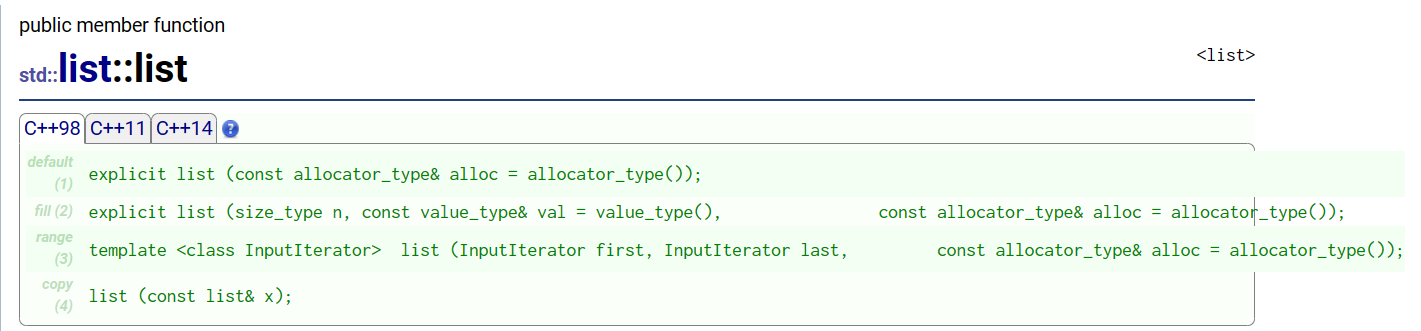 public member function
std::list::list
<list>
C++98 C++11 C++14 ?
default (1) explicit list (const allocator_type& alloc = allocator_type());
fill (2) explicit list (size_type n, const value_type& val = value_type(), const allocator_type& alloc = allocator_type());
range (3) template <class InputIterator> list (InputIterator first, InputIterator last, const allocator_type& alloc = allocator_type());
copy (4) list (const list& x);